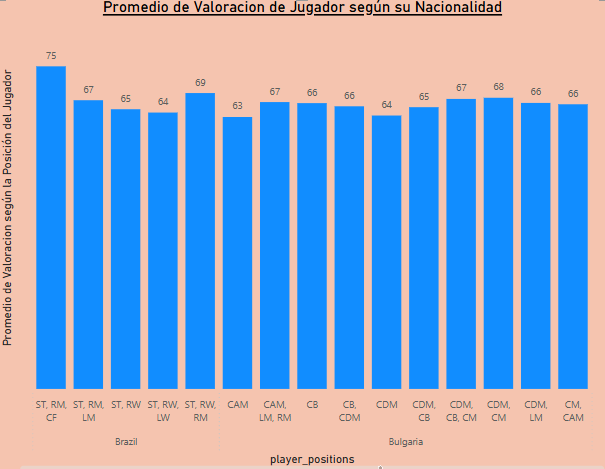 Promedio de Valoracion de Jugador según su Nacionalidad
Promedio de Valoracion según la Posición del Jugador
75
67
65
64
69
63
67
66
66
64
65
67
68
66
66
ST, RM,
CF
ST, RM,
LM
ST, RW
ST, RW,
LW
ST, RW,
RM
CAM
CAM,
LM, RM
CB
CB,
CDM
CDM
CDM,
CB
CDM,
CB, CM
CDM,
CM
CDM,
LM
CM,
CAM
Brazil
Bulgaria
player_positions